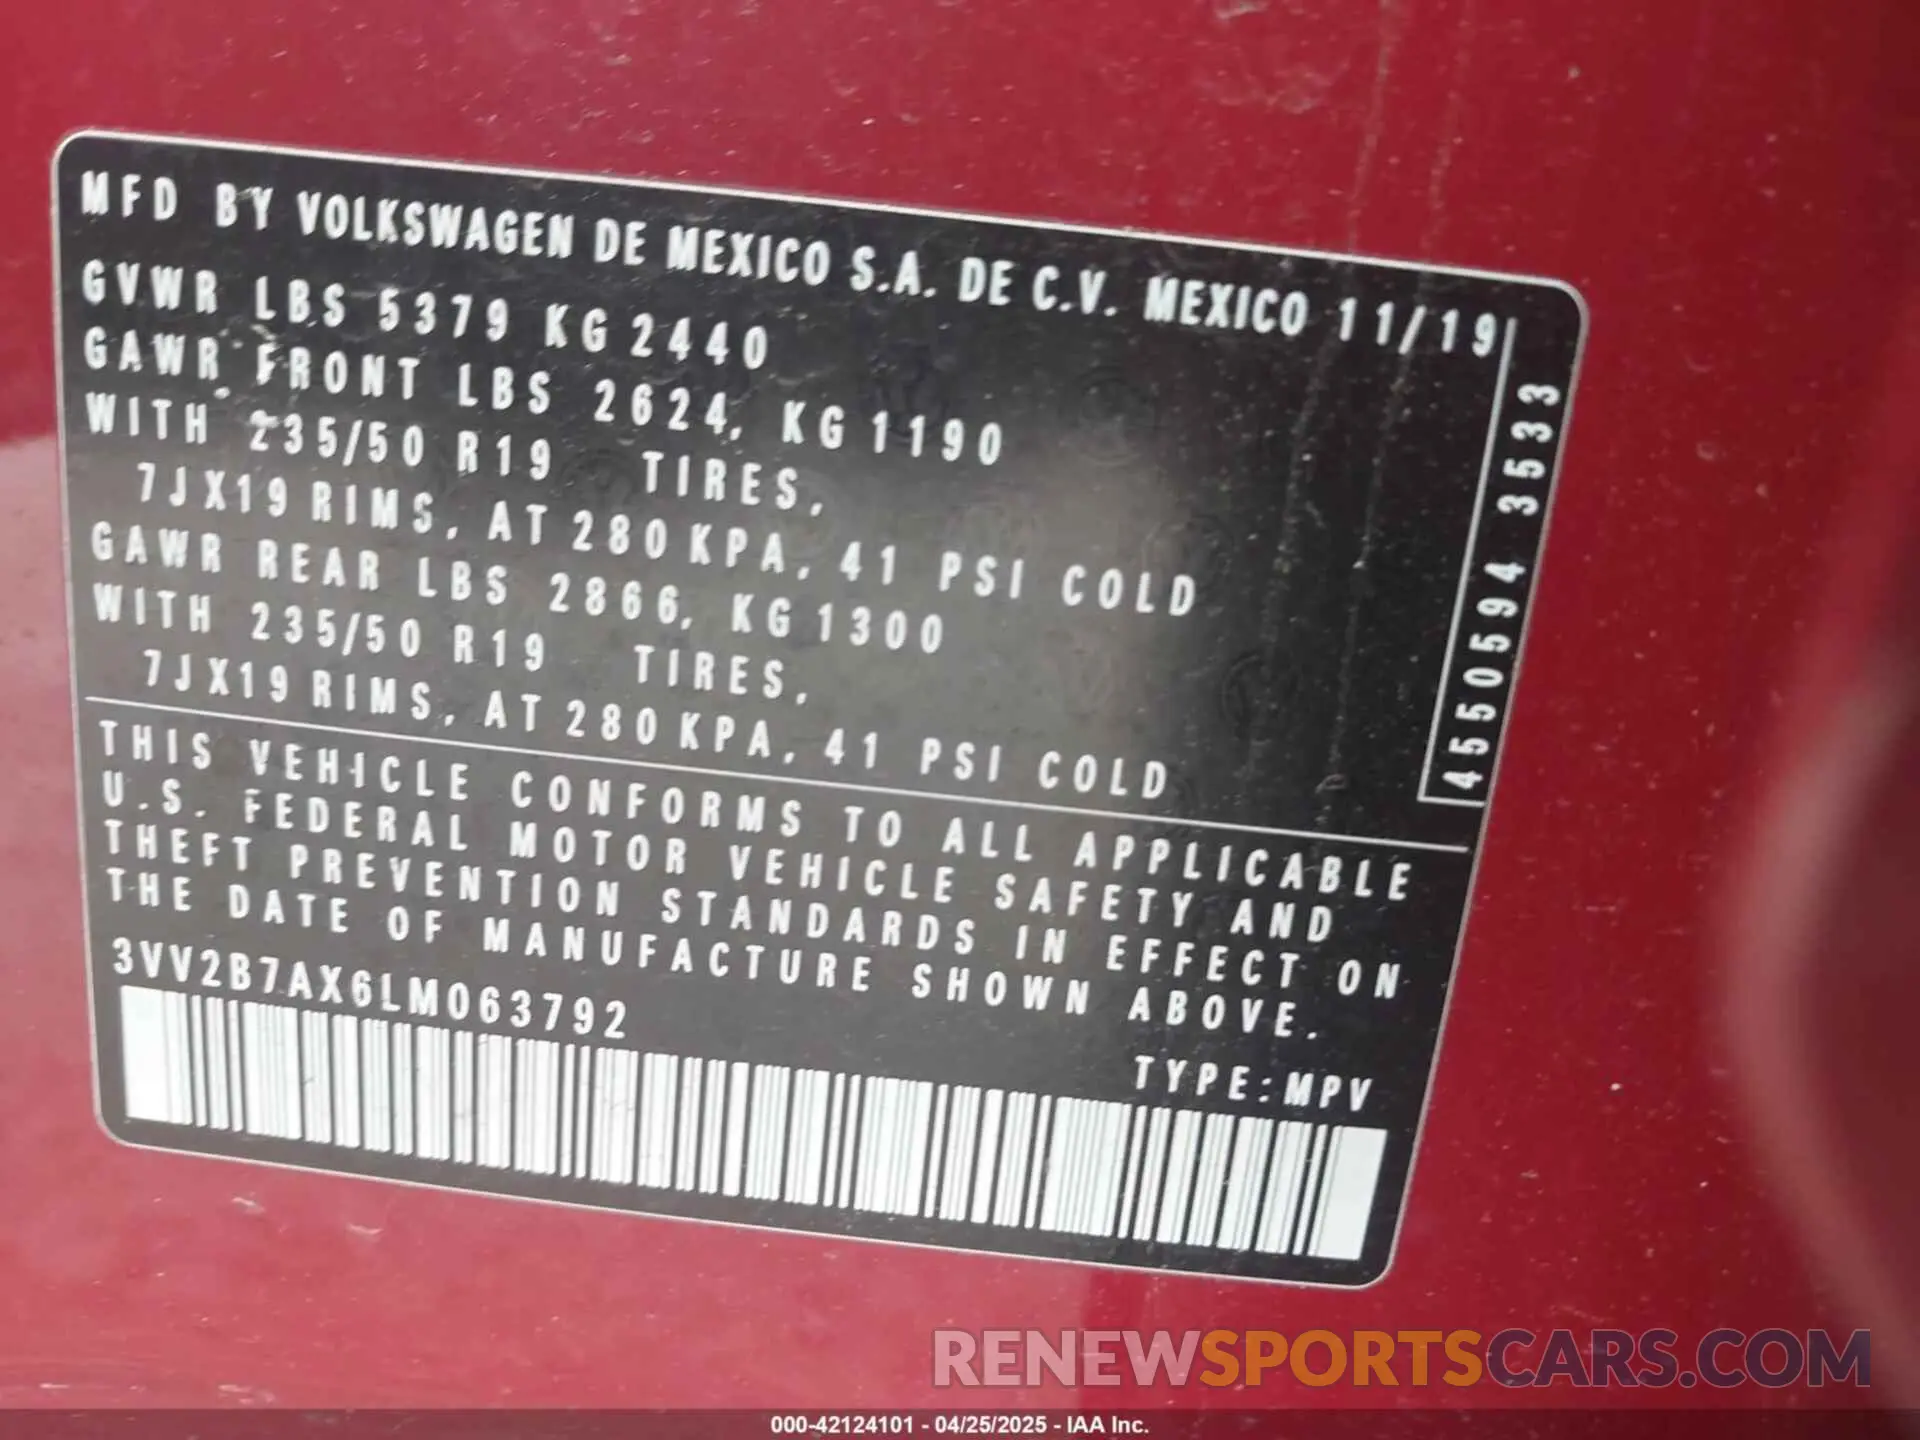 MFD BY VOLKSWAGEN DE MEXICO S.A. DE C.V. MEXICO 11/19
GVWR LBS 5379 KG 2440
GAWR FRONT LBS 2624, KG 1190
WITH 235/50 R19 TIRES,
7JX19 RIMS, AT 280 KPA, 41 PSI COLD
GAWR REAR LBS 2866, KG 1300
WITH 235/50 R19 TIRES,
7JX19 RIMS, AT 280 KPA, 41 PSI COLD
4550594 3533
THIS VEHICLE CONFORMS TO ALL APPLICABLE
U.S. FEDERAL MOTOR VEHICLE SAFETY AND
THEFT PREVENTION STANDARDS IN EFFECT ON
THE DATE OF MANUFACTURE SHOWN ABOVE.
3VV2B7AX6LM063792
TYPE: MPV
RENEWSPORTSCARS.COM
000-42124101 - 04/25/2025 - IAA Inc.